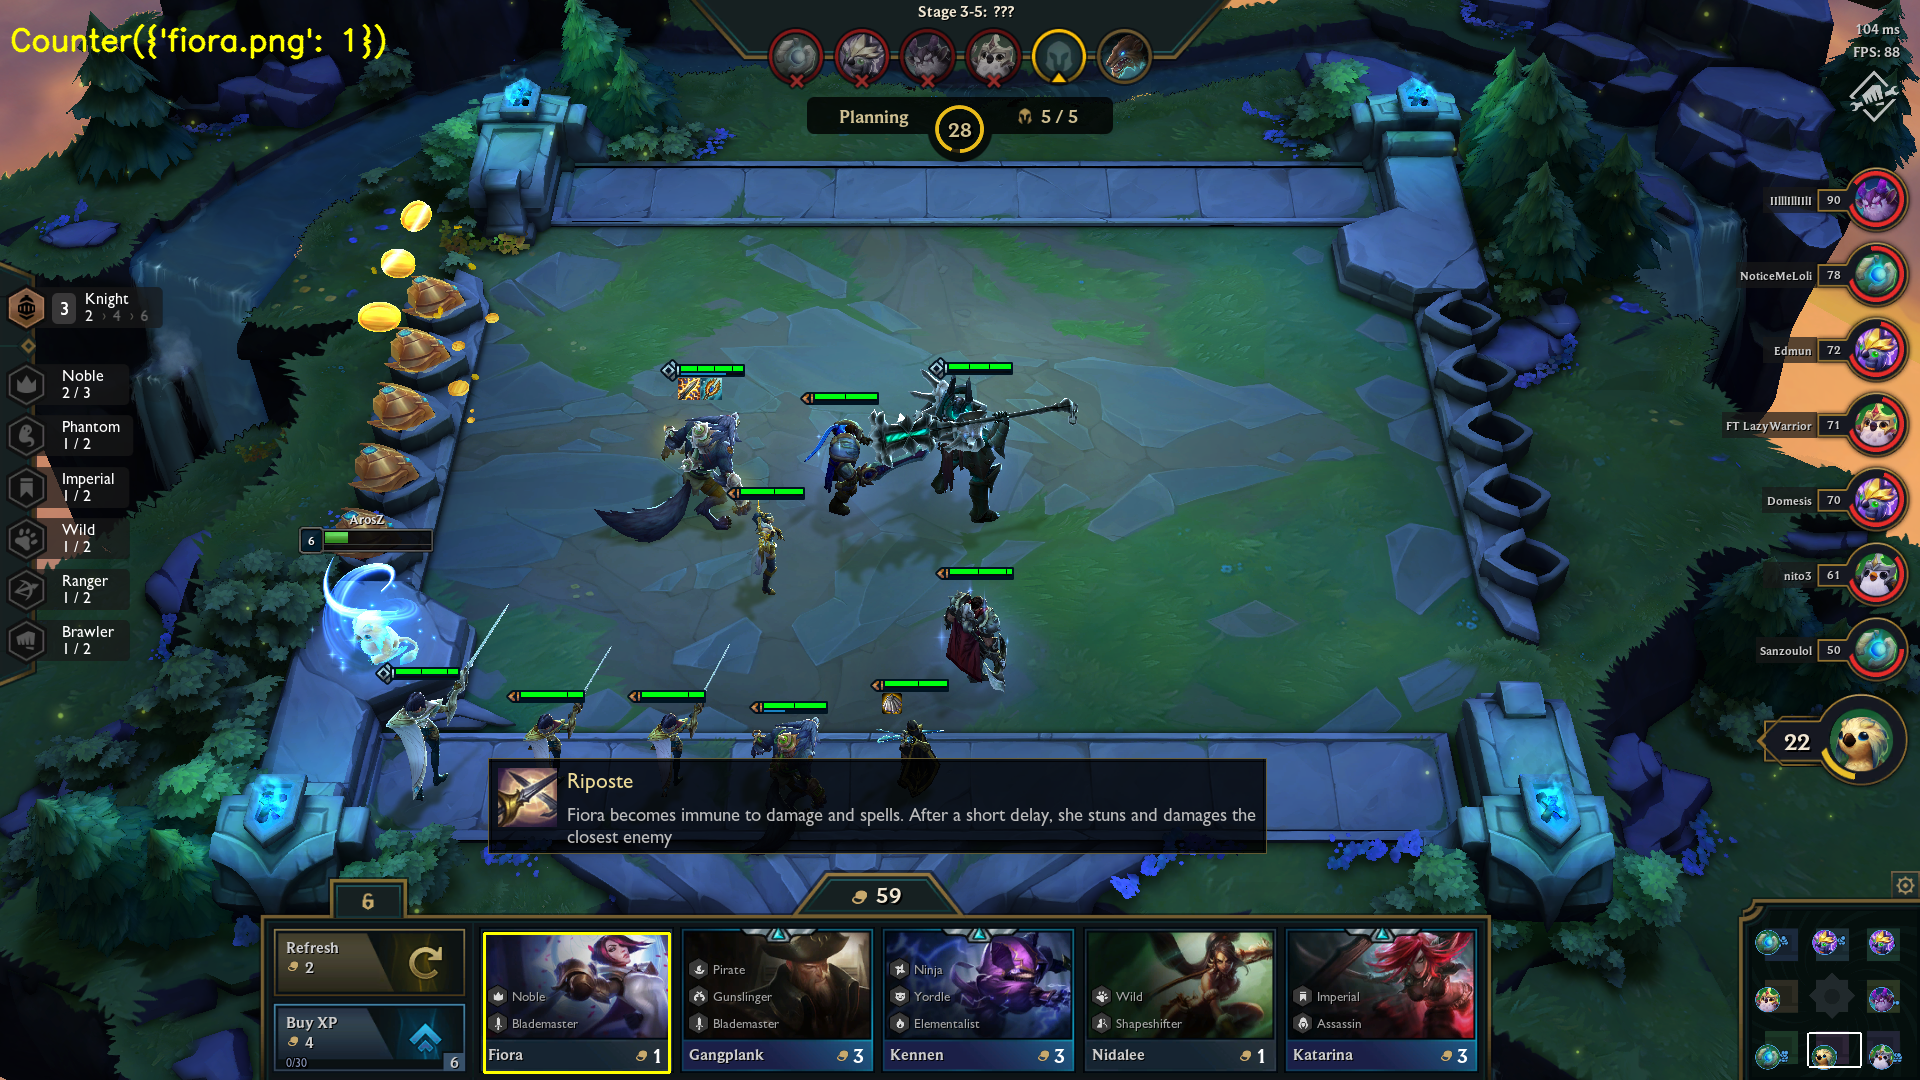 Counter({'fiora.png': 1})
Stage 3-5: ???
104 ms
FPS: 88
Planning
28
5 / 5
IIIIIIIIIIII 90
NoticeMeLoli 78
Edmun 72
FT LazyWarrior 71
Domesis 70
nito3 61
Sanzoulol 50
22
3
Knight
2 › 4 › 6
Noble
2 / 3
Phantom
1 / 2
Imperial
1 / 2
Wild
1 / 2
Ranger
1 / 2
Brawler
1 / 2
ArosZ
6
Riposte
Fiora becomes immune to damage and spells. After a short delay, she stuns and damages the
closest enemy
6
59
Refresh
2
Buy XP
4
0/30
6
Noble
Blademaster
Fiora 1
Pirate
Gunslinger
Blademaster
Gangplank 3
Ninja
Yordle
Elementalist
Kennen 3
Wild
Shapeshifter
Nidalee 1
Imperial
Assassin
Katarina 3